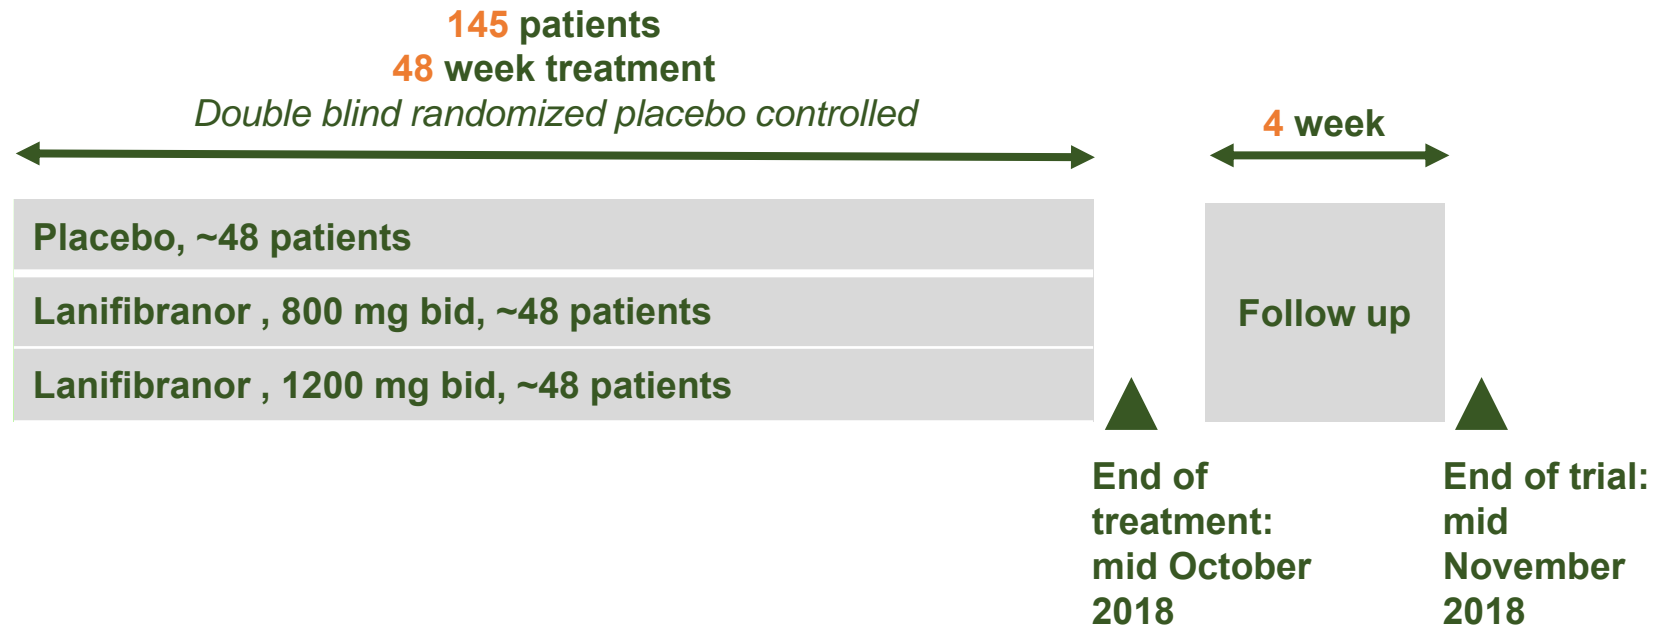 145 patients
48 week treatment
Double blind randomized placebo controlled
4 week
Placebo, ~48 patients
Lanifibranor , 800 mg bid, ~48 patients
Lanifibranor , 1200 mg bid, ~48 patients
Follow up
End of
treatment:
mid October
2018
End of trial:
mid
November
2018